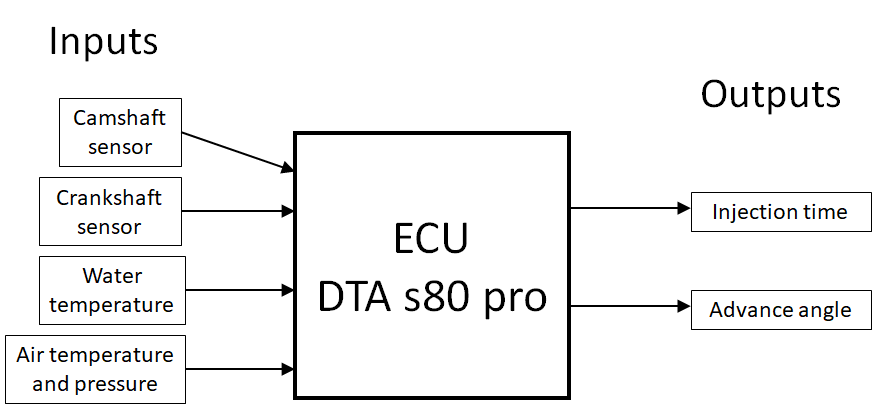 Inputs
Outputs
Camshaft
sensor
Crankshaft
sensor
Water
temperature
Air temperature
and pressure
ECU
DTA s80 pro
Injection time
Advance angle